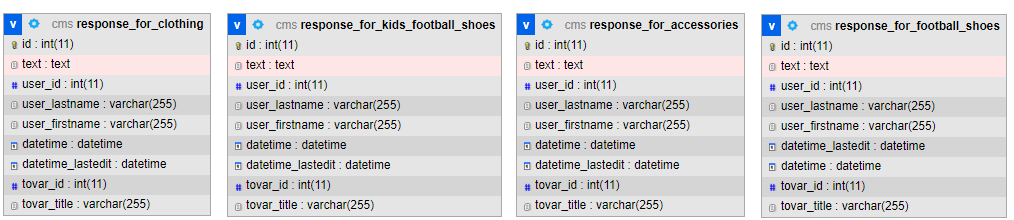 v cms response_for_clothing
id : int(11)
text : text
user_id : int(11)
user_lastname : varchar(255)
user_firstname : varchar(255)
datetime : datetime
datetime_lastedit : datetime
tovar_id : int(11)
tovar_title : varchar(255)
v cms response_for_kids_football_shoes
id : int(11)
text : text
user_id : int(11)
user_lastname : varchar(255)
user_firstname : varchar(255)
datetime : datetime
datetime_lastedit : datetime
tovar_id : int(11)
tovar_title : varchar(255)
v cms response_for_accessories
id : int(11)
text : text
user_id : int(11)
user_lastname : varchar(255)
user_firstname : varchar(255)
datetime : datetime
datetime_lastedit : datetime
tovar_id : int(11)
tovar_title : varchar(255)
v cms response_for_football_shoes
id : int(11)
text : text
user_id : int(11)
user_lastname : varchar(255)
user_firstname : varchar(255)
datetime_lastedit : datetime
datetime : datetime
tovar_id : int(11)
tovar_title : varchar(255)